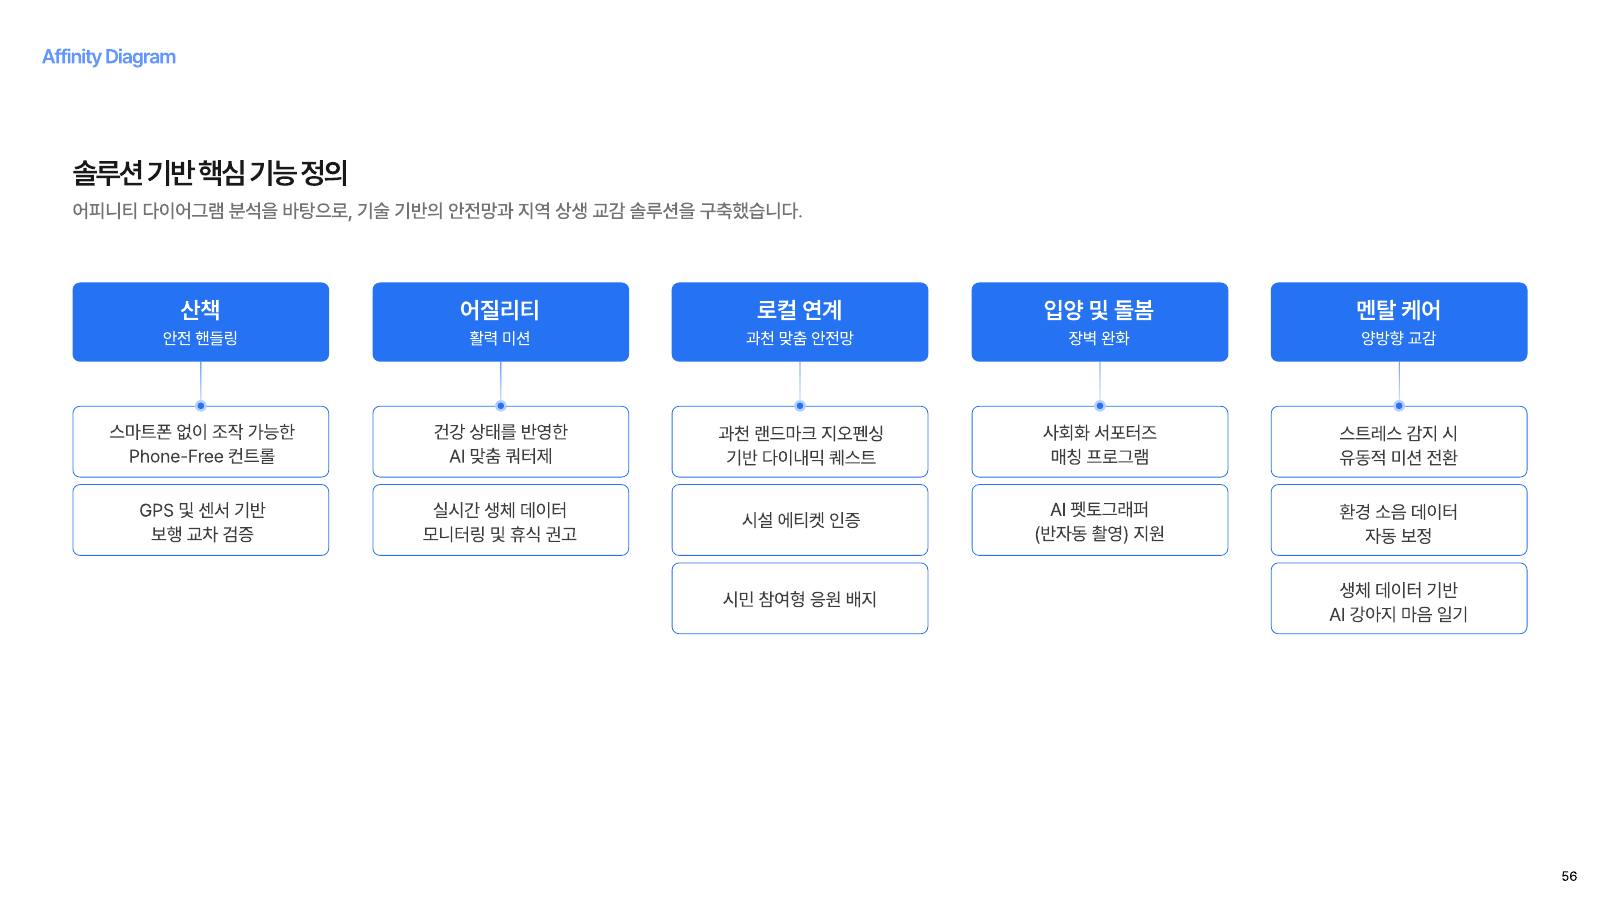 Affinity Diagram
솔루션 기반 핵심 기능 정의
어피니티 다이어그램 분석을 바탕으로, 기술 기반의 안전망과 지역 상생 교감 솔루션을 구축했습니다.
산책
안전 핸들링
스마트폰 없이 조작 가능한
Phone-Free 컨트롤
GPS 및 센서 기반
보행 교차 검증
어질리티
활력 미션
건강 상태를 반영한
AI 맞춤 쿼터제
실시간 생체 데이터
모니터링 및 휴식 권고
로컬 연계
과천 맞춤 안전망
과천 랜드마크 지오펜싱
기반 다이내믹 퀘스트
시설 에티켓 인증
시민 참여형 응원 배지
입양 및 돌봄
장벽 완화
사회화 서포터즈
매칭 프로그램
AI 펫토그래퍼
(반자동 촬영) 지원
멘탈 케어
양방향 교감
스트레스 감지 시
유동적 미션 전환
환경 소음 데이터
자동 보정
생체 데이터 기반
AI 강아지 마음 일기
56